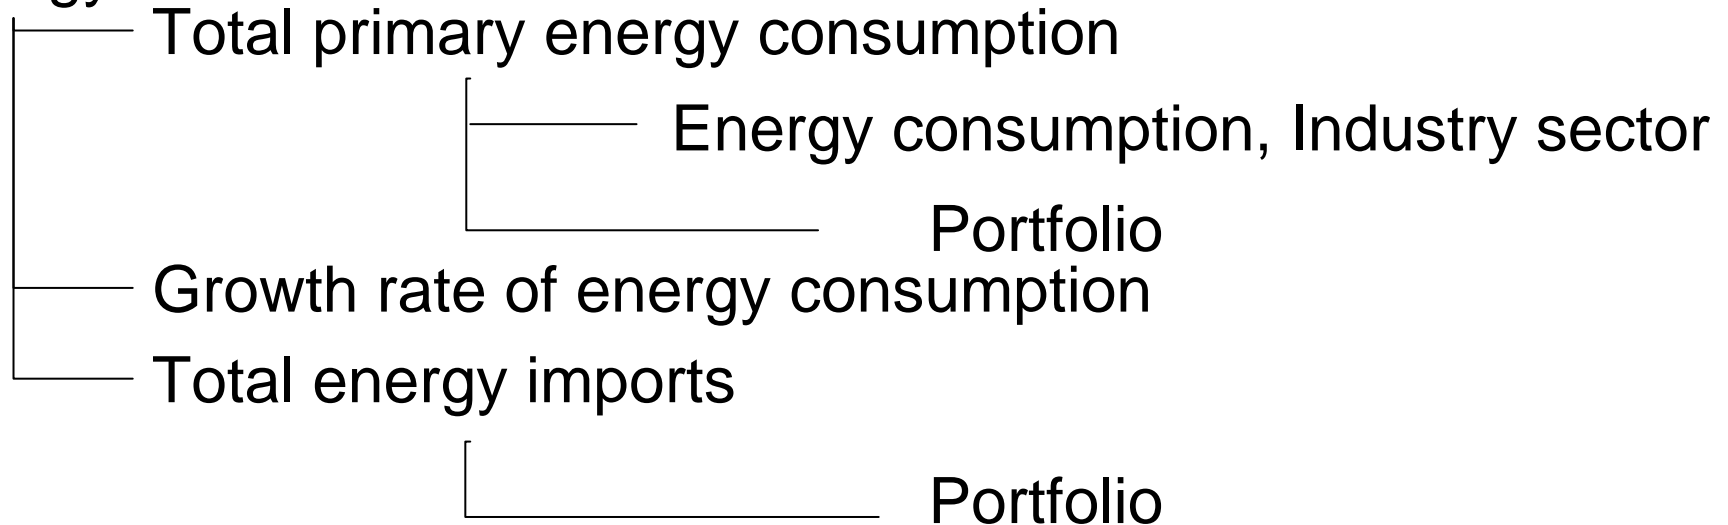 Total primary energy consumption
Energy consumption, Industry sector
Portfolio
Growth rate of energy consumption
Total energy imports
Portfolio